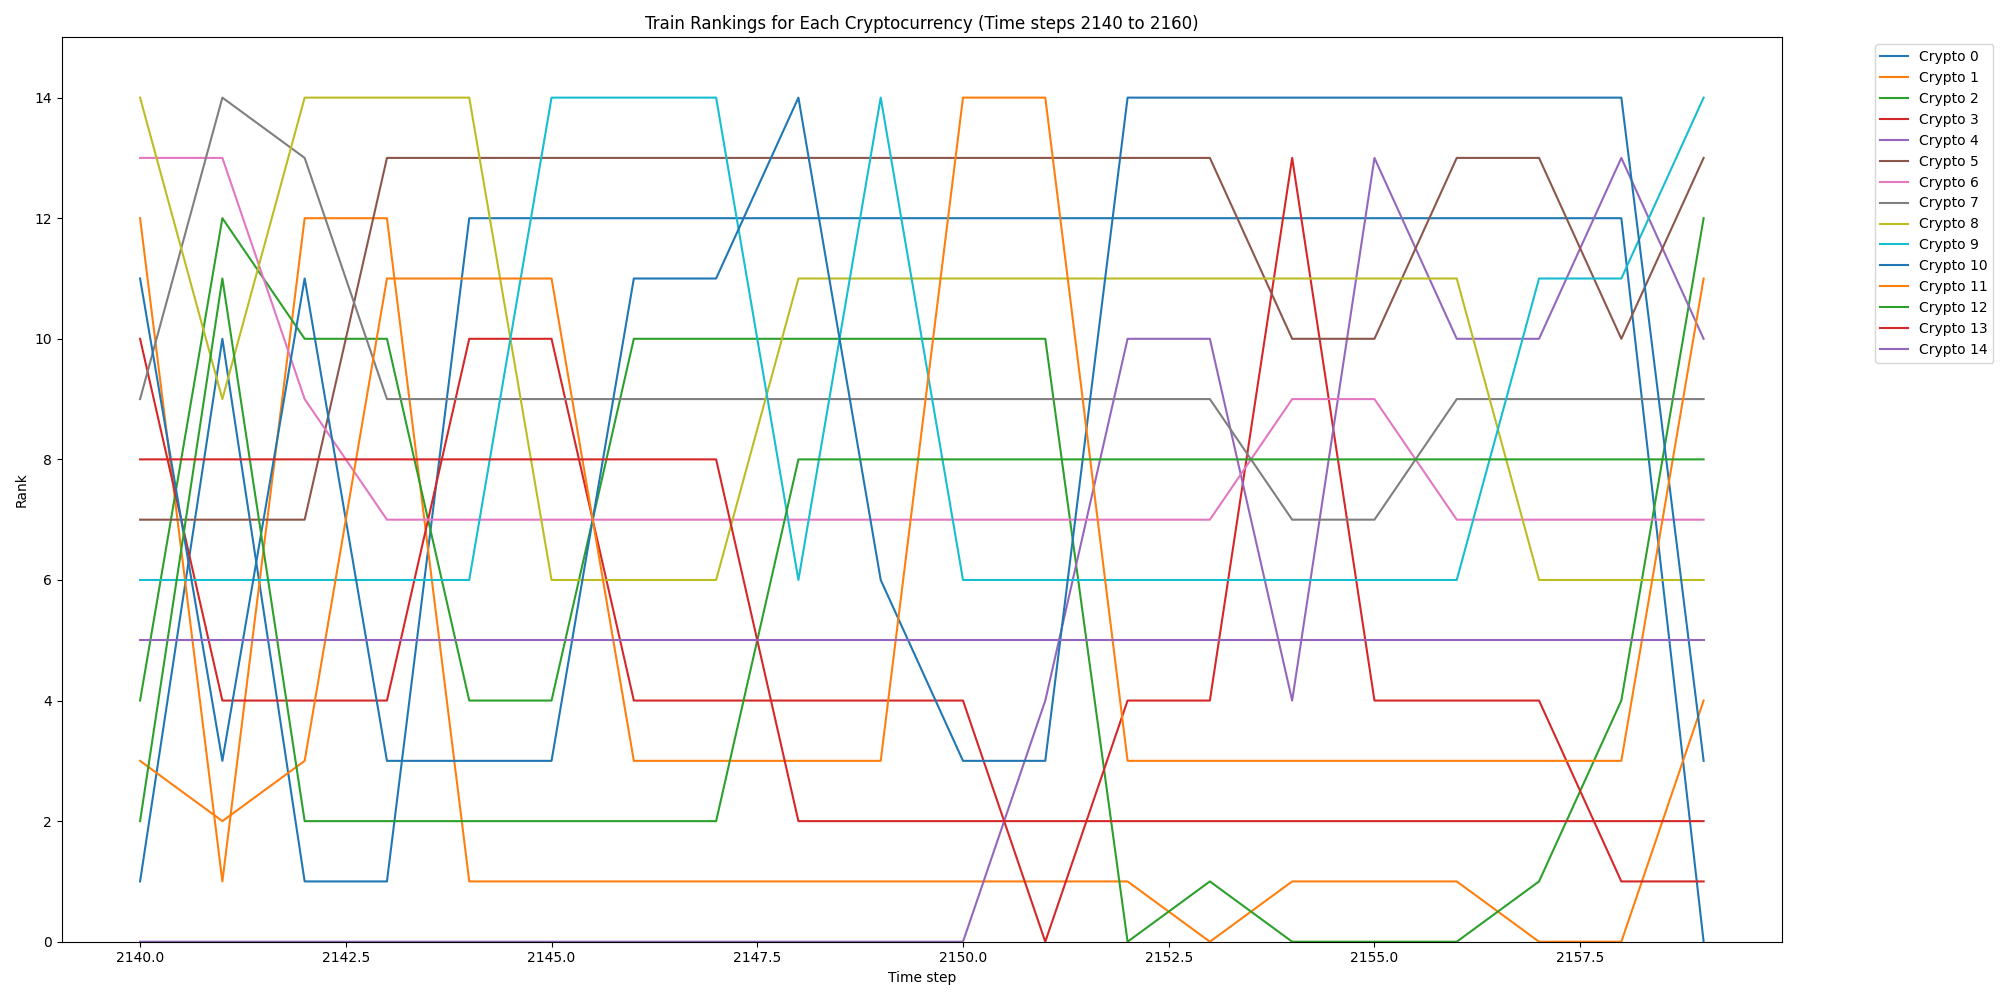 Train Rankings for Each Cryptocurrency (Time steps 2140 to 2160)
Crypto 0
Crypto 1
Crypto 2
Crypto 3
Crypto 4
Crypto 5
Crypto 6
Crypto 7
Crypto 8
Crypto 9
Crypto 10
Crypto 11
Crypto 12
Crypto 13
Crypto 14
Rank
14
12
10
8
6
4
2
0
2140.0 2142.5 2145.0 2147.5 2150.0 2152.5 2155.0 2157.5
Time step